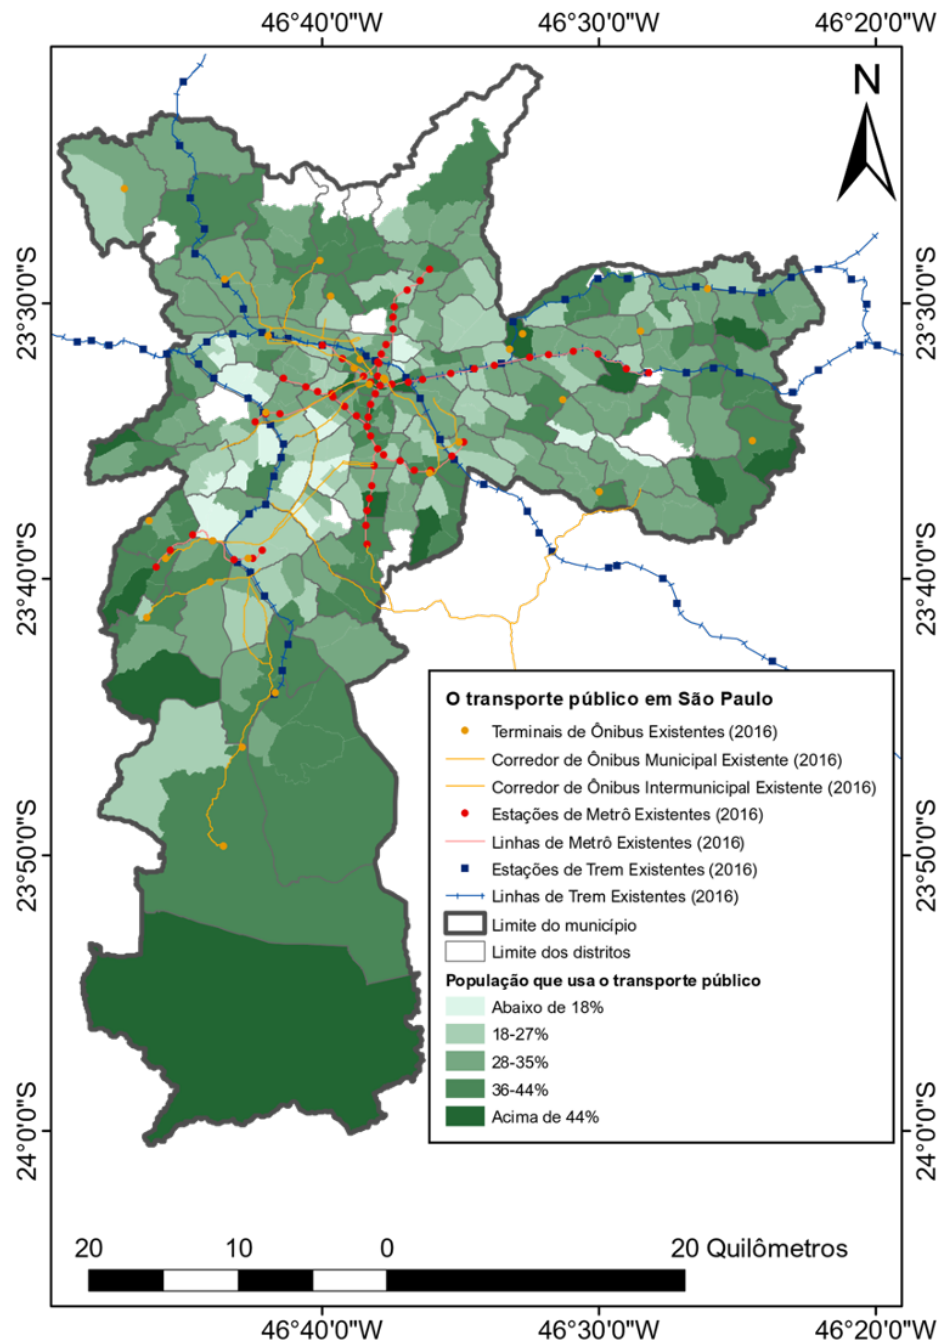 46°40'0"W 46°30'0"W 46°20'0"W
N
23°30'0"S 23°30'0"S
23°40'0"S 23°40'0"S
O transporte público em São Paulo
Terminais de Ônibus Existentes (2016)
Corredor de Ônibus Municipal Existente (2016)
Corredor de Ônibus Intermunicipal Existente (2016)
Estações de Metrô Existentes (2016)
Linhas de Metrô Existentes (2016)
23°50'0"S 23°50'0"S
Estações de Trem Existentes (2016)
Linhas de Trem Existentes (2016)
Limite do município
Limite dos distritos
População que usa o transporte público
Abaixo de 18%
18-27%
28-35%
36-44%
Acima de 44%
24°0'0"S 24°0'0"S
20 10 0 20 Quilômetros
46°40'0"W 46°30'0"W 46°20'0"W